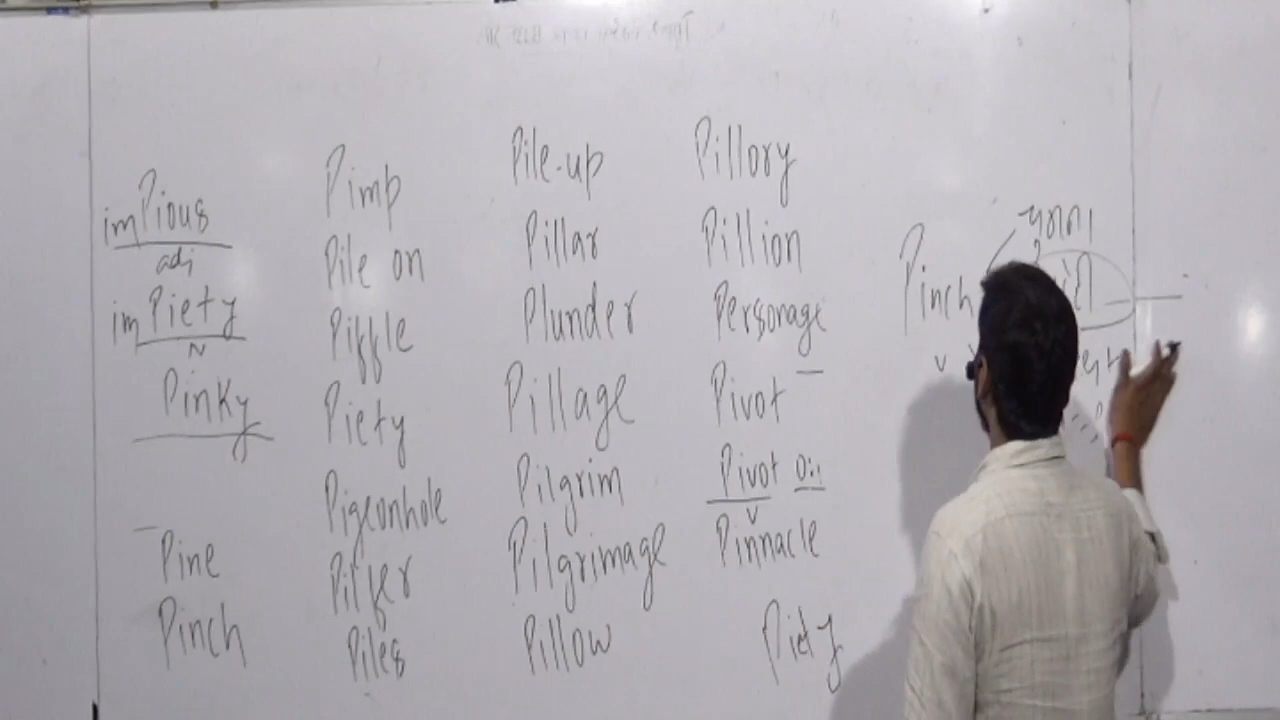 imPious
adj
imPiety
N
Pinky
Pine
Pinch
Pimp
Pile on
Piffle
Piety
Pigeonhole
Pilfer
Piles
Pile-up
Pillar
Plunder
Pillage
Pilgrim
Pilgrimage
Pillow
Pillory
Pillion
Personage
Pivot
Pivot on
v
Pinnacle
Piety
Pinch
v